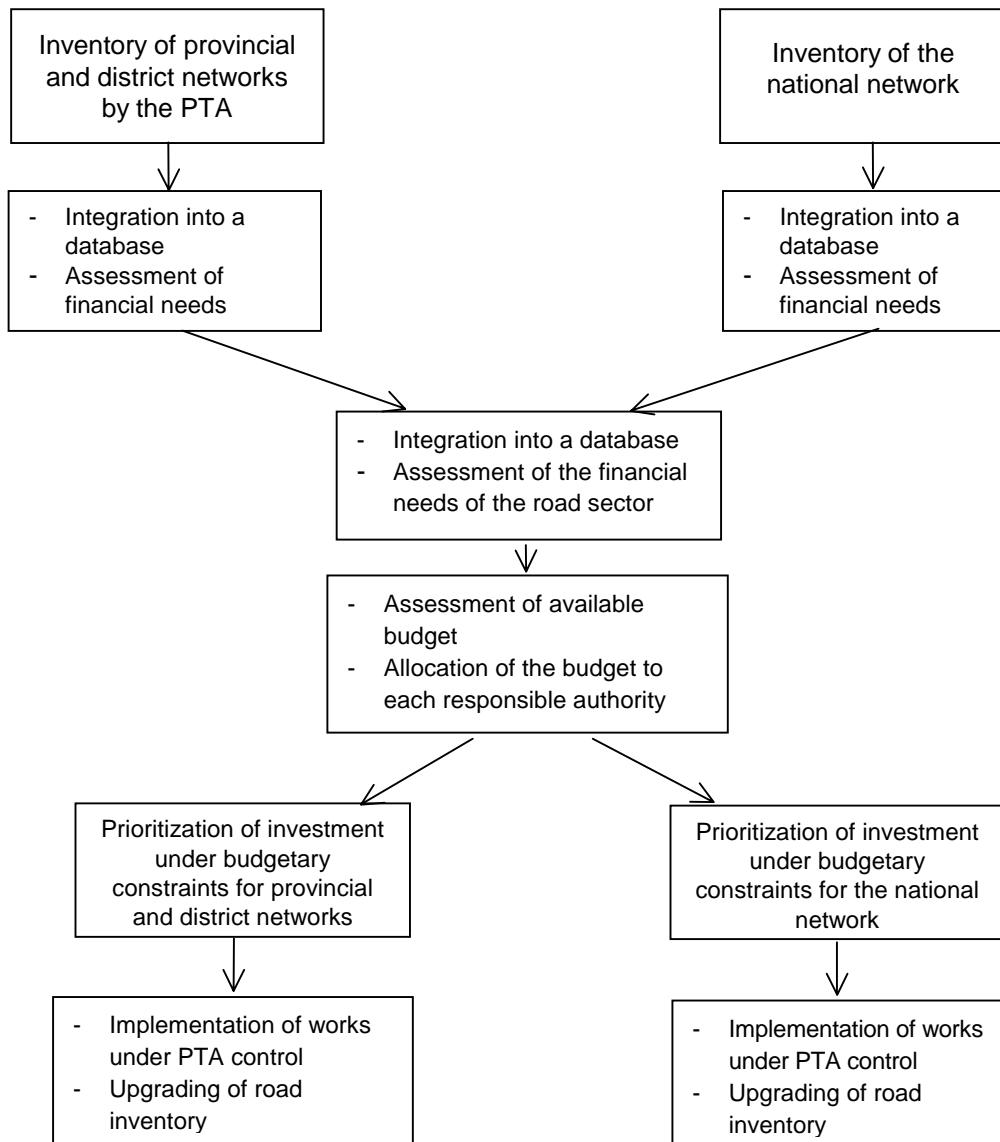 Inventory of provincial
and district networks
by the PTA
Inventory of the
national network
- Integration into a
database
- Assessment of
financial needs
- Integration into a
database
- Assessment of
financial needs
- Integration into a database
- Assessment of the financial
needs of the road sector
- Assessment of available
budget
- Allocation of the budget to
each responsible authority
Prioritization of investment
under budgetary
constraints for provincial
and district networks
Prioritization of investment
under budgetary
constraints for the national
network
- Implementation of works
under PTA control
- Upgrading of road
inventory
- Implementation of works
under PTA control
- Upgrading of road
inventory